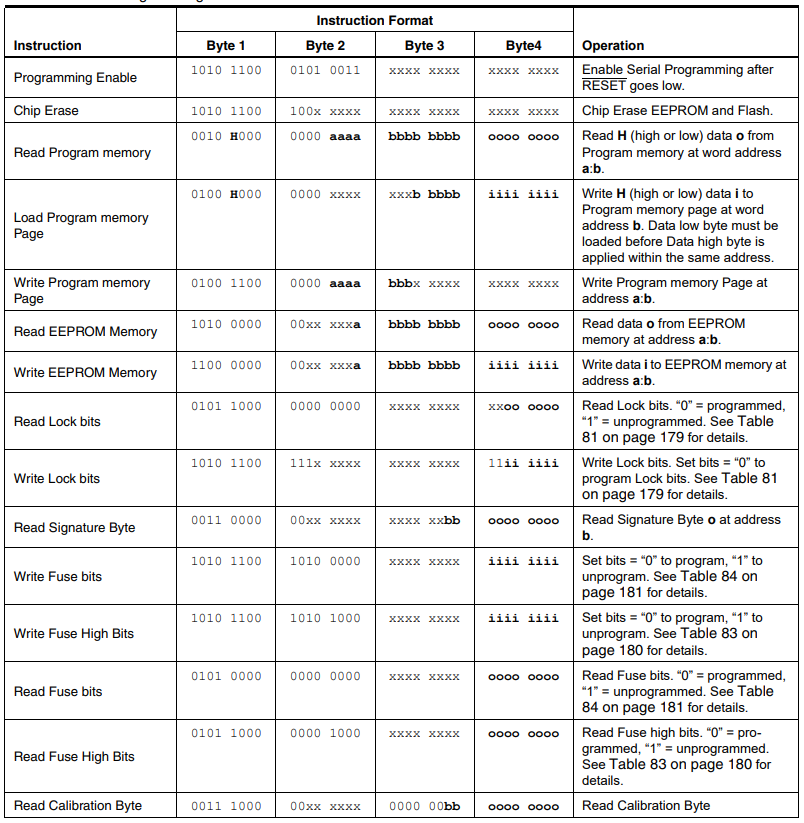 Instruction Format
Instruction Byte 1 Byte 2 Byte 3 Byte4 Operation
Programming Enable 1010 1100 0101 0011 xxxx xxxx xxxx xxxx Enable Serial Programming after
RESET goes low.
Chip Erase 1010 1100 100x xxxx xxxx xxxx xxxx xxxx Chip Erase EEPROM and Flash.
Read Program memory 0010 H000 0000 aaaa bbbb bbbb oooo oooo Read H (high or low) data o from
Program memory at word address
a:b.
Load Program memory
Page 0100 H000 0000 xxxx xxxb bbbb iiii iiii Write H (high or low) data i to
Program memory page at word
address b. Data low byte must be
loaded before Data high byte is
applied within the same address.
Write Program memory
Page 0100 1100 0000 aaaa bbbx xxxx xxxx xxxx Write Program memory Page at
address a:b.
Read EEPROM Memory 1010 0000 00xx xxxa bbbb bbbb oooo oooo Read data o from EEPROM
memory at address a:b.
Write EEPROM Memory 1100 0000 00xx xxxa bbbb bbbb iiii iiii Write data i to EEPROM memory at
address a:b.
Read Lock bits 0101 1000 0000 0000 xxxx xxxx xxoo oooo Read Lock bits. “0” = programmed,
“1” = unprogrammed. See Table
81 on page 179 for details.
Write Lock bits 1010 1100 111x xxxx xxxx xxxx 11ii iiii Write Lock bits. Set bits = “0” to
program Lock bits. See Table 81
on page 179 for details.
Read Signature Byte 0011 0000 00xx xxxx xxxx xxbb oooo oooo Read Signature Byte o at address
b.
Write Fuse bits 1010 1100 1010 0000 xxxx xxxx iiii iiii Set bits = “0” to program, “1” to
unprogram. See Table 84 on
page 181 for details.
Write Fuse High Bits 1010 1100 1010 1000 xxxx xxxx iiii iiii Set bits = “0” to program, “1” to
unprogram. See Table 83 on
page 180 for details.
Read Fuse bits 0101 0000 0000 0000 xxxx xxxx oooo oooo Read Fuse bits. “0” = programmed,
“1” = unprogrammed. See Table
84 on page 181 for details.
Read Fuse High Bits 0101 1000 0000 1000 xxxx xxxx oooo oooo Read Fuse high bits. “0” = pro-
grammed, “1” = unprogrammed.
See Table 83 on page 180 for
details.
Read Calibration Byte 0011 1000 00xx xxxx 0000 00bb oooo oooo Read Calibration Byte